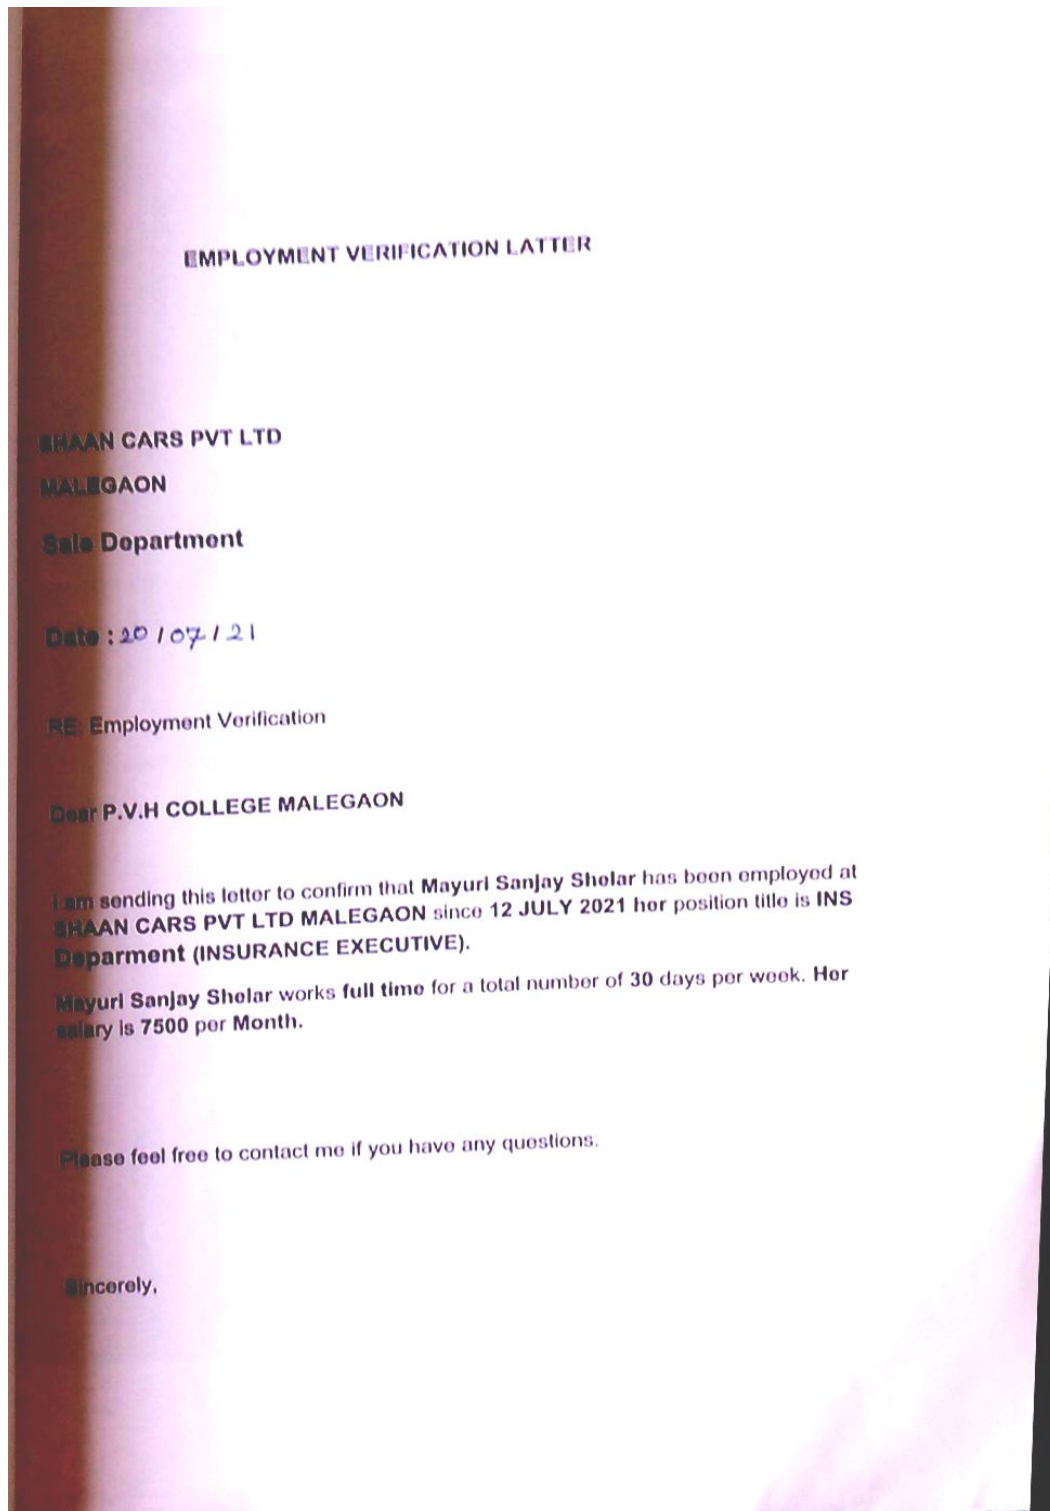 EMPLOYMENT VERIFICATION LATTER
SHAAN CARS PVT LTD
MALEGAON
Sale Department
Date : 20 / 07 / 21
RE: Employment Verification
Dear P.V.H COLLEGE MALEGAON
I am sending this letter to confirm that Mayuri Sanjay Shelar has been employed at
SHAAN CARS PVT LTD MALEGAON since 12 JULY 2021 her position title is INS
Deparment (INSURANCE EXECUTIVE).
Mayuri Sanjay Shelar works full time for a total number of 30 days per week. Her
salary is 7500 per Month.
Please feel free to contact me if you have any questions.
Sincerely,